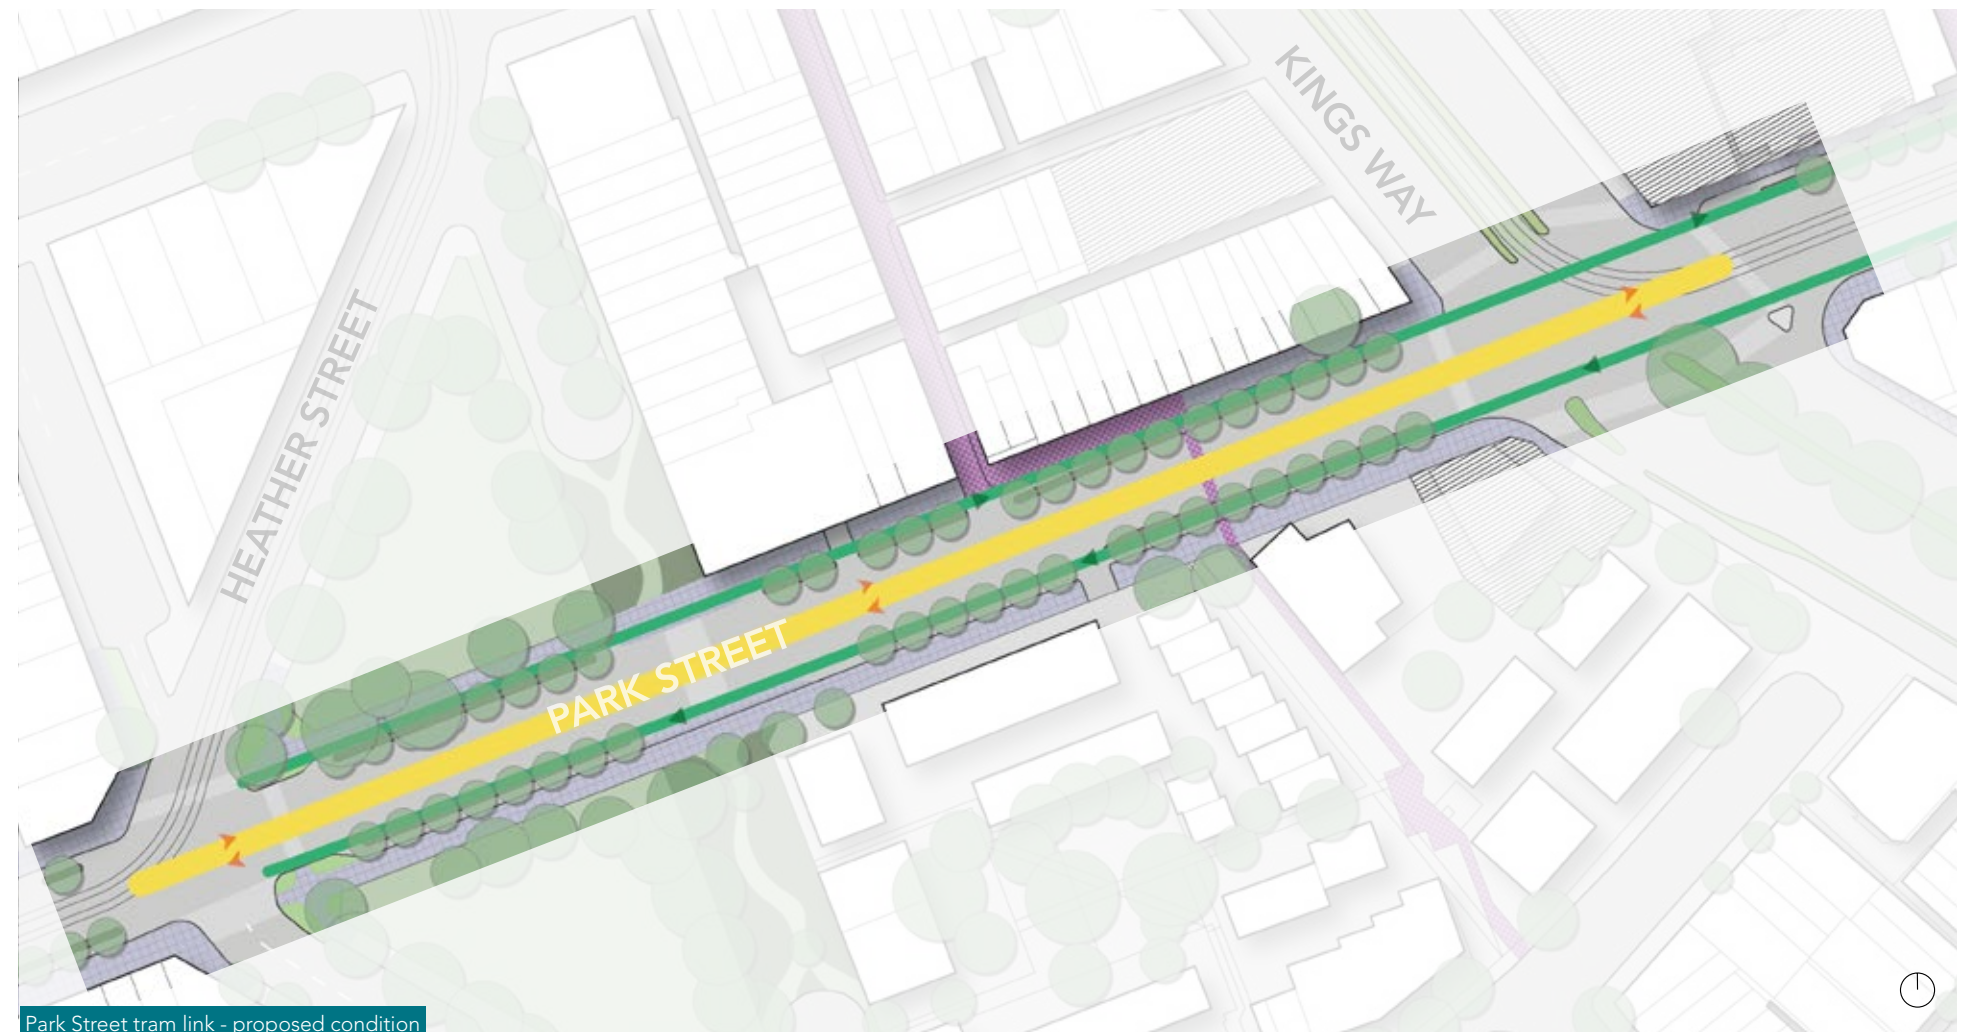 KINGS WAY
HEATHER STREET
PARK STREET
Park Street tram link - proposed condition